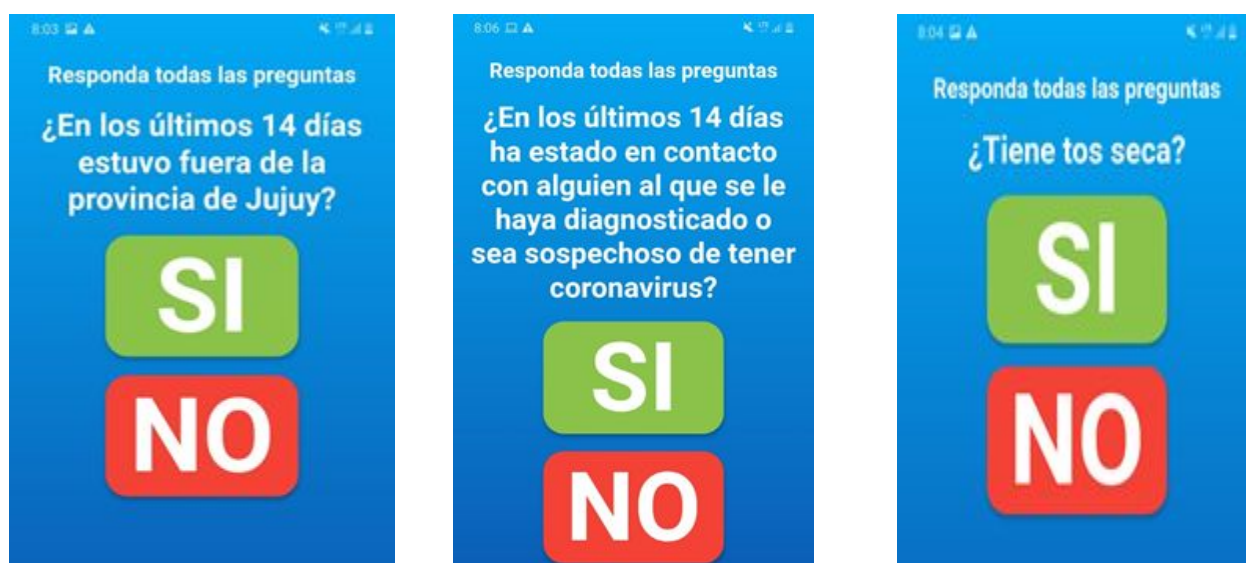 8:03
Responda todas las preguntas
¿En los últimos 14 días
estuvo fuera de la
provincia de Jujuy?
SI
NO
8:06
Responda todas las preguntas
¿En los últimos 14 días
ha estado en contacto
con alguien al que se le
haya diagnosticado o
sea sospechoso de tener
coronavirus?
SI
NO
8:04
Responda todas las preguntas
¿Tiene tos seca?
SI
NO